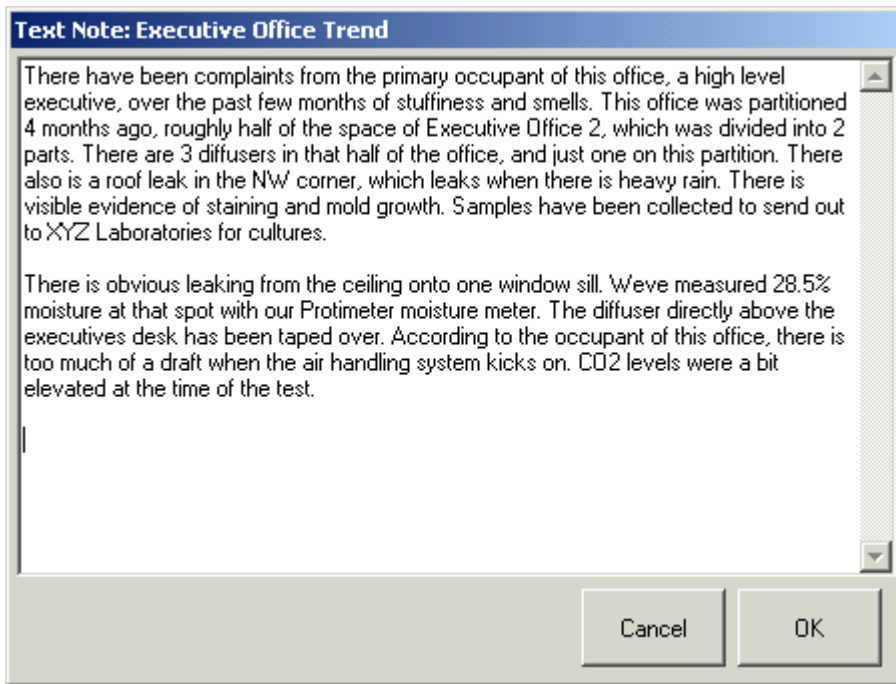 Text Note: Executive Office Trend
There have been complaints from the primary occupant of this office, a high level
executive, over the past few months of stuffiness and smells. This office was partitioned
4 months ago, roughly half of the space of Executive Office 2, which was divided into 2
parts. There are 3 diffusers in that half of the office, and just one on this partition. There
also is a roof leak in the NW corner, which leaks when there is heavy rain. There is
visible evidence of staining and mold growth. Samples have been collected to send out
to XYZ Laboratories for cultures.
There is obvious leaking from the ceiling onto one window sill. Weve measured 28.5%
moisture at that spot with our Protimeter moisture meter. The diffuser directly above the
executives desk has been taped over. According to the occupant of this office, there is
too much of a draft when the air handling system kicks on. CO2 levels were a bit
elevated at the time of the test.
Cancel
OK